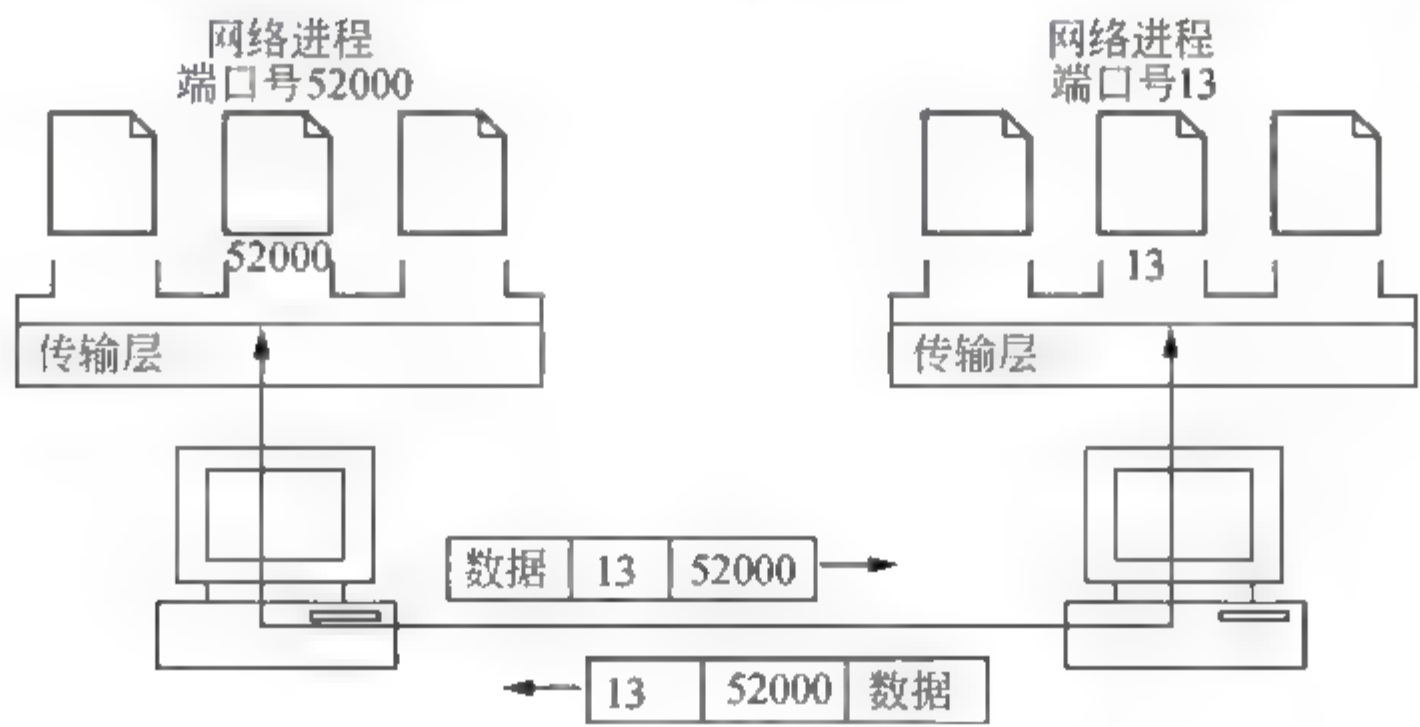 网络进程
端口号52000
网络进程
端口号13
52000
13
传输层
传输层
数据 13 52000
13 52000 数据